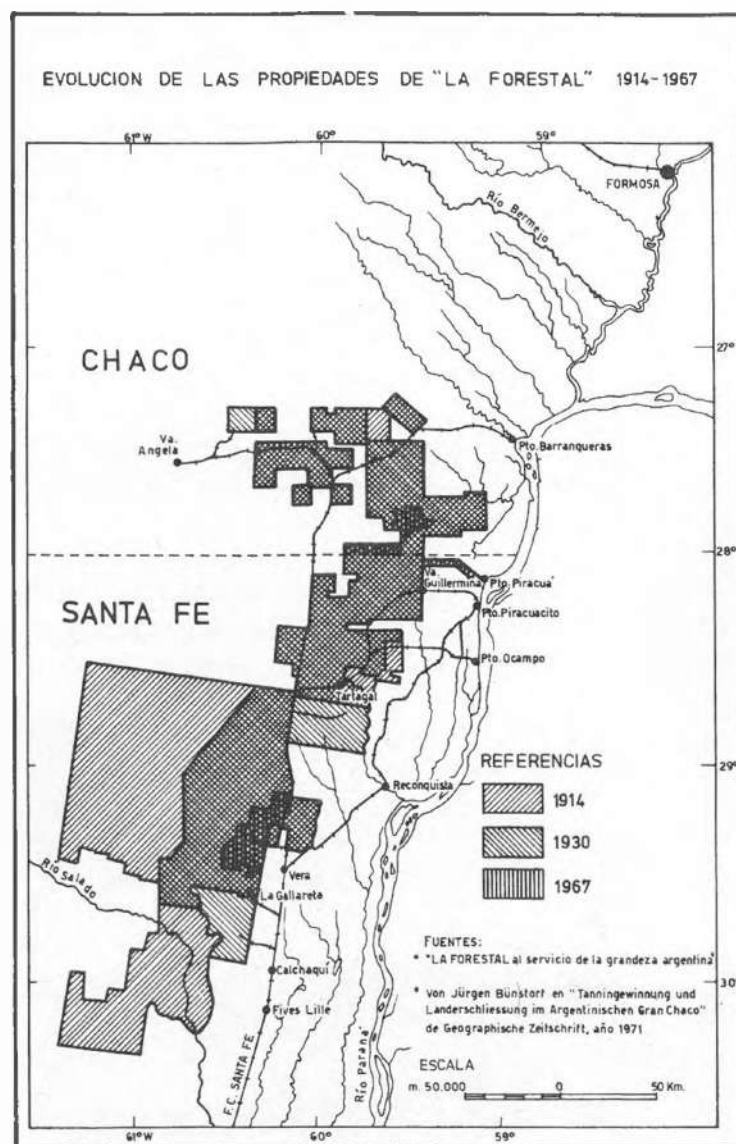 EVOLUCION DE LAS PROPIEDADES DE "LA FORESTAL" 1914-1967
61°W
60°
59°
FORMOSA
Río Bermejo
27°
CHACO
Va.
Angela
Pto. Barranqueras
28°
Va.
Guillermina
Pto. Piracuá
SANTA FE
Pto. Piracuacito
Pto. Ocampo
Tartagal
REFERENCIAS
29°
Reconquista
1914
1930
Río Salado
Vera
1967
La Gallareta
FUENTES:
* "LA FORESTAL al servicio de la grandeza argentina"
Calchaquí
30°
* Von Jürgen Bünstorf en "Tanningewinnung und
Landerschliessung im Argentinischen Gran Chaco"
de Geographische Zeitschrift, año 1971
Fives Lille
F.C. SANTA FE
Río Paraná
ESCALA
m. 50.000 0 50 Km.
61°W
60°
59°